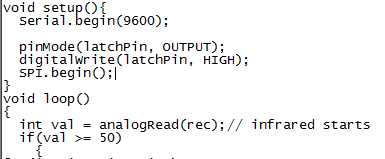 void setup(){
  Serial.begin(9600);

  pinMode(latchPin, OUTPUT);
  digitalWrite(latchPin, HIGH);
  SPI.begin();
}
void loop()
{
  int val = analogRead(rec);// infrared starts
  if(val >= 50)
    {